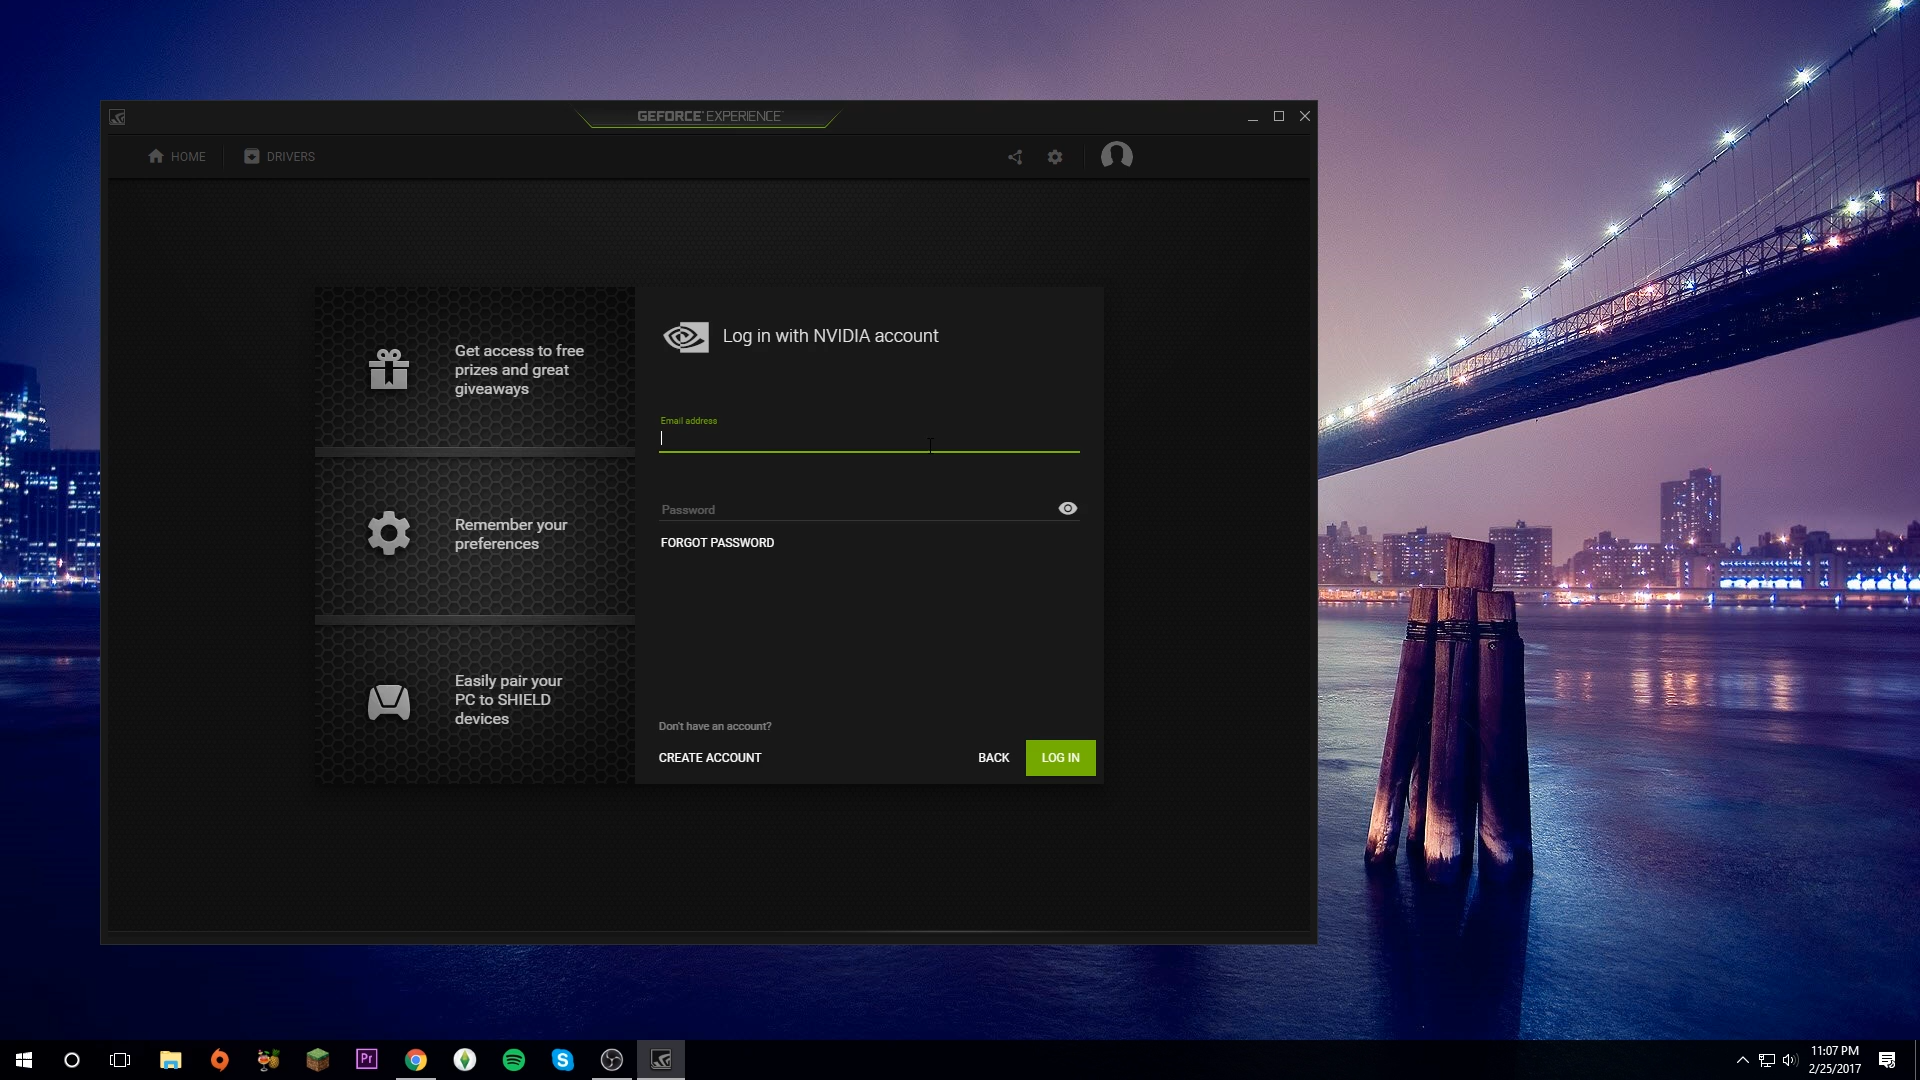 GEFORCE EXPERIENCE
HOME
DRIVERS
Get access to free
prizes and great
giveaways
Remember your
preferences
Easily pair your
PC to SHIELD
devices
Log in with NVIDIA account
Email address
Password
FORGOT PASSWORD
Don't have an account?
CREATE ACCOUNT
BACK
LOG IN
Pr
11:07 PM
2/25/2017